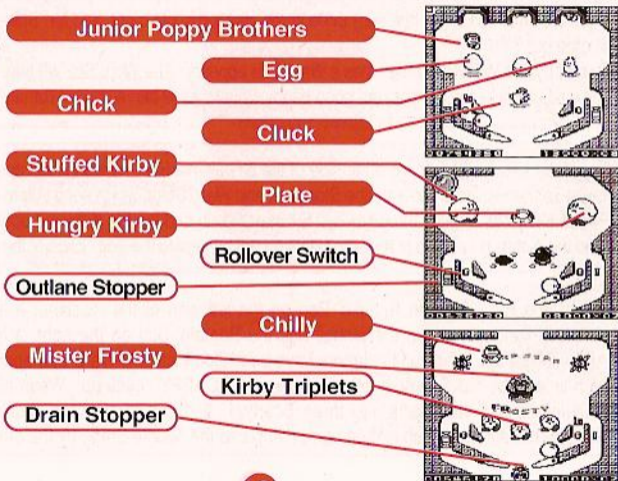 Junior Poppy Brothers
Egg
Chick
Cluck
Stuffed Kirby
Plate
Hungry Kirby
Rollover Switch
Outlane Stopper
Chilly
Mister Frosty
Kirby Triplets
FROSTY
Drain Stopper